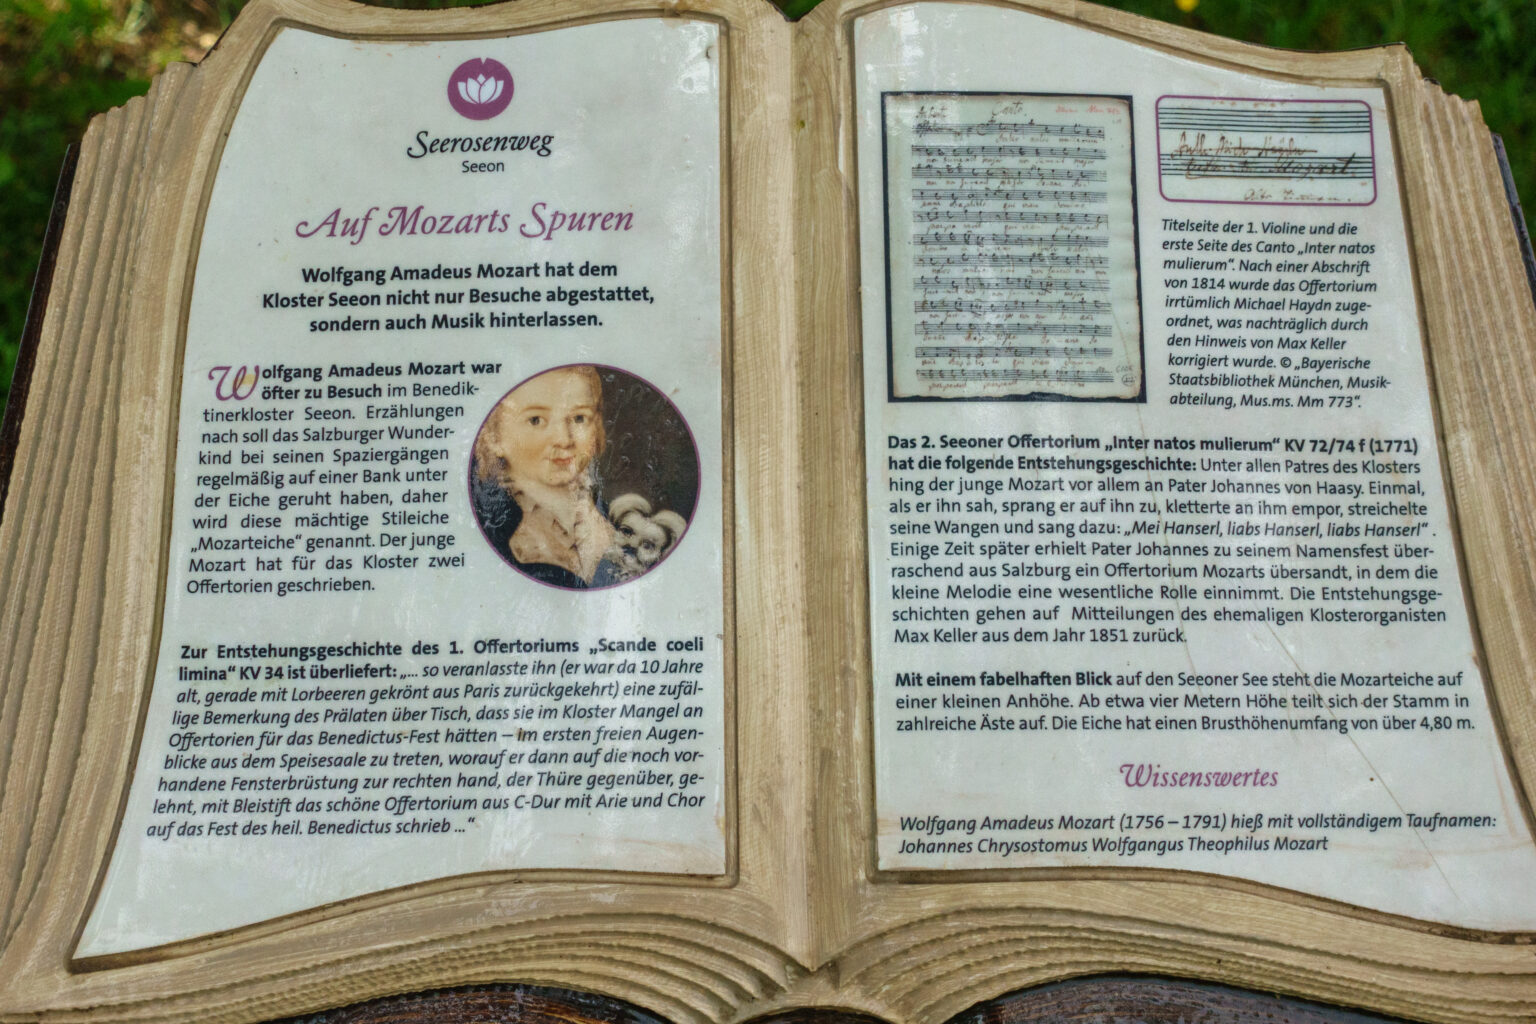 Seerosenweg
Seeon
Auf Mozarts Spuren
Wolfgang Amadeus Mozart hat dem
Kloster Seeon nicht nur Besuche abgestattet,
sondern auch Musik hinterlassen.
Wolfgang Amadeus Mozart war
öfter zu Besuch im Benedik-
tinerkloster Seeon. Erzählungen
nach soll das Salzburger Wunder-
kind bei seinen Spaziergängen
regelmäßig auf einer Bank unter
der Eiche geruht haben, daher
wird diese mächtige Stileiche
„Mozarteiche“ genannt. Der junge
Mozart hat für das Kloster zwei
Offertorien geschrieben.
Zur Entstehungsgeschichte des 1. Offertoriums „Scande coeli
limina“ KV 34 ist überliefert: „... so veranlasste ihn (er war da 10 Jahre
alt, gerade mit Lorbeeren gekrönt aus Paris zurückgekehrt) eine zufäl-
lige Bemerkung des Prälaten über Tisch, dass sie im Kloster Mangel an
Offertorien für das Benedictus-Fest hätten – im ersten freien Augen-
blicke aus dem Speisesaale zu treten, worauf er dann auf die noch vor-
handene Fensterbrüstung zur rechten hand, der Thüre gegenüber, ge-
lehnt, mit Bleistift das schöne Offertorium aus C-Dur mit Arie und Chor
auf das Fest des heil. Benedictus schrieb ...“
Canto.
Titelseite der 1. Violine und die
erste Seite des Canto „Inter natos
mulierum“. Nach einer Abschrift
von 1814 wurde das Offertorium
irrtümlich Michael Haydn zuge-
ordnet, was nachträglich durch
den Hinweis von Max Keller
korrigiert wurde. © „Bayerische
Staatsbibliothek München, Musik-
abteilung, Mus.ms. Mm 773“.
Das 2. Seeoner Offertorium „Inter natos mulierum“ KV 72/74 f (1771)
hat die folgende Entstehungsgeschichte: Unter allen Patres des Klosters
hing der junge Mozart vor allem an Pater Johannes von Haasy. Einmal,
als er ihn sah, sprang er auf ihn zu, kletterte an ihm empor, streichelte
seine Wangen und sang dazu: „Mei Hanserl, liabs Hanserl, liabs Hanserl“ .
Einige Zeit später erhielt Pater Johannes zu seinem Namensfest über-
raschend aus Salzburg ein Offertorium Mozarts übersandt, in dem die
kleine Melodie eine wesentliche Rolle einnimmt. Die Entstehungsge-
schichten gehen auf Mitteilungen des ehemaligen Klosterorganisten
Max Keller aus dem Jahr 1851 zurück.
Mit einem fabelhaften Blick auf den Seeoner See steht die Mozarteiche auf
einer kleinen Anhöhe. Ab etwa vier Metern Höhe teilt sich der Stamm in
zahlreiche Äste auf. Die Eiche hat einen Brusthöhenumfang von über 4,80 m.
Wissenswertes
Wolfgang Amadeus Mozart (1756 – 1791) hieß mit vollständigem Taufnamen:
Johannes Chrysostomus Wolfgangus Theophilus Mozart